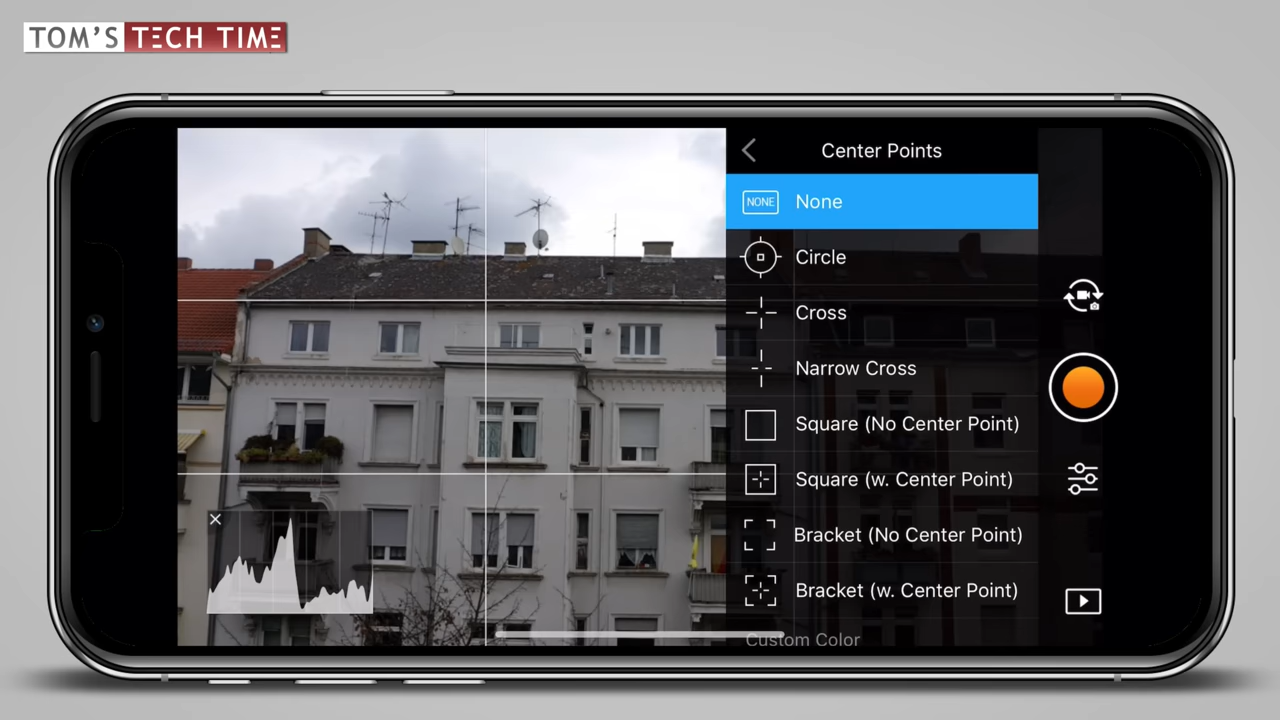 TOM'S TECH TIME
Center Points
NONE None
Circle
Cross
Narrow Cross
Square (No Center Point)
Square (w. Center Point)
Bracket (No Center Point)
Bracket (w. Center Point)
Custom Color